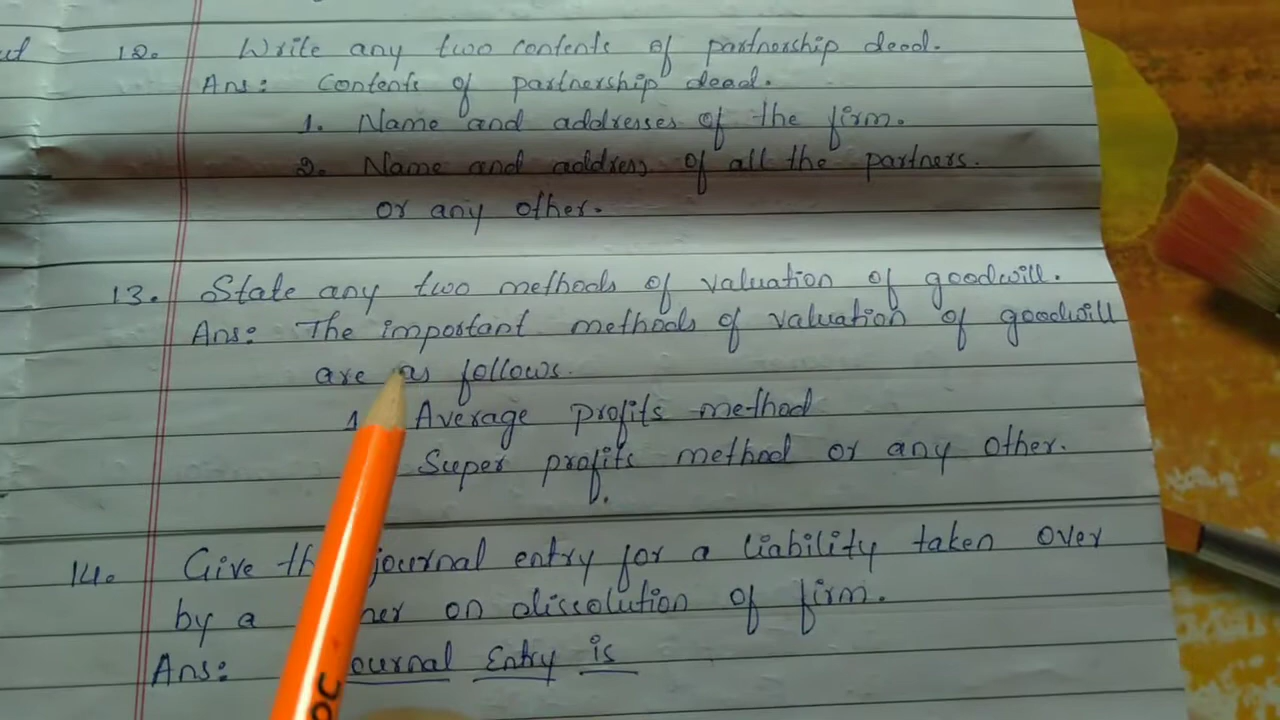 12. Write any two contents of partnership deed.
Ans: Contents of partnership deed.
1. Name and addresses of the firm.
2. Name and address of all the partners.
or any other.
13. State any two methods of valuation of goodwill.
Ans: The important methods of valuation of goodwill
are as follows.
1. Average profits method
Super profits method or any other.
14. Give journal entry for a liability taken over
by a on dissolution of firm.
Ans: Entry is